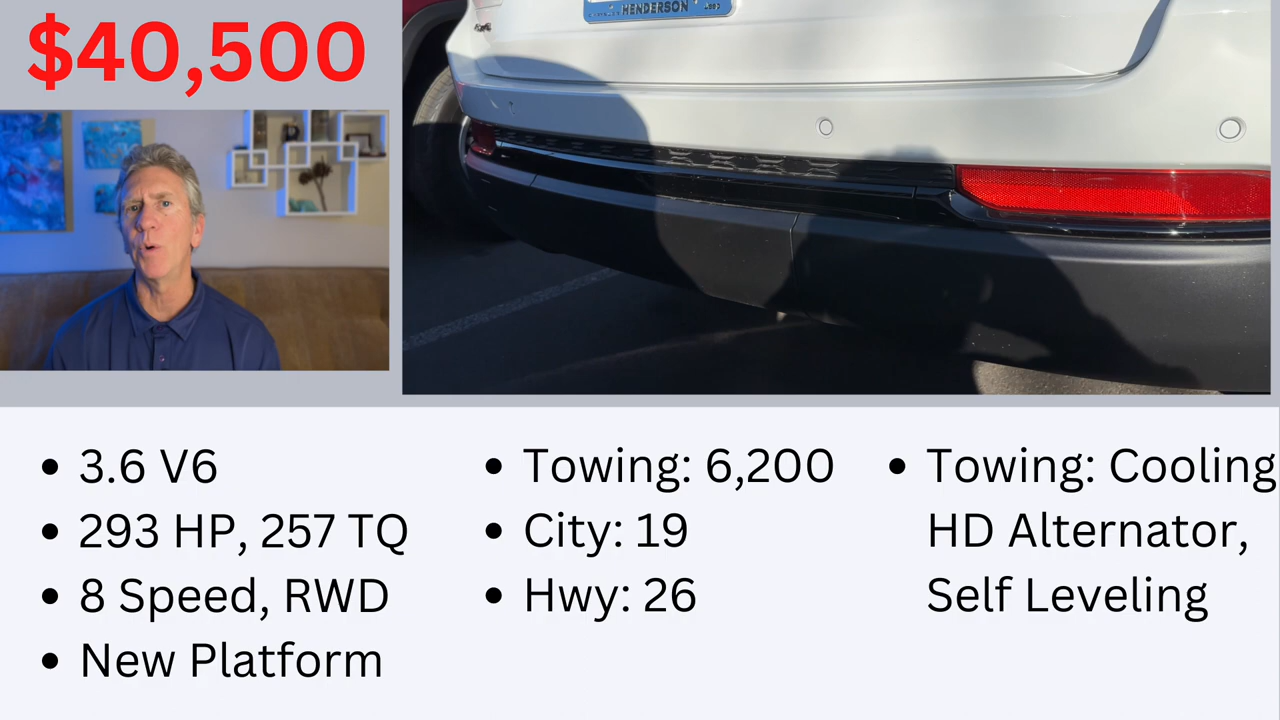 $40,500
HENDERSON
• 3.6 V6
• 293 HP, 257 TQ
• 8 Speed, RWD
• New Platform
• Towing: 6,200
• City: 19
• Hwy: 26
• Towing: Cooling
HD Alternator,
Self Leveling